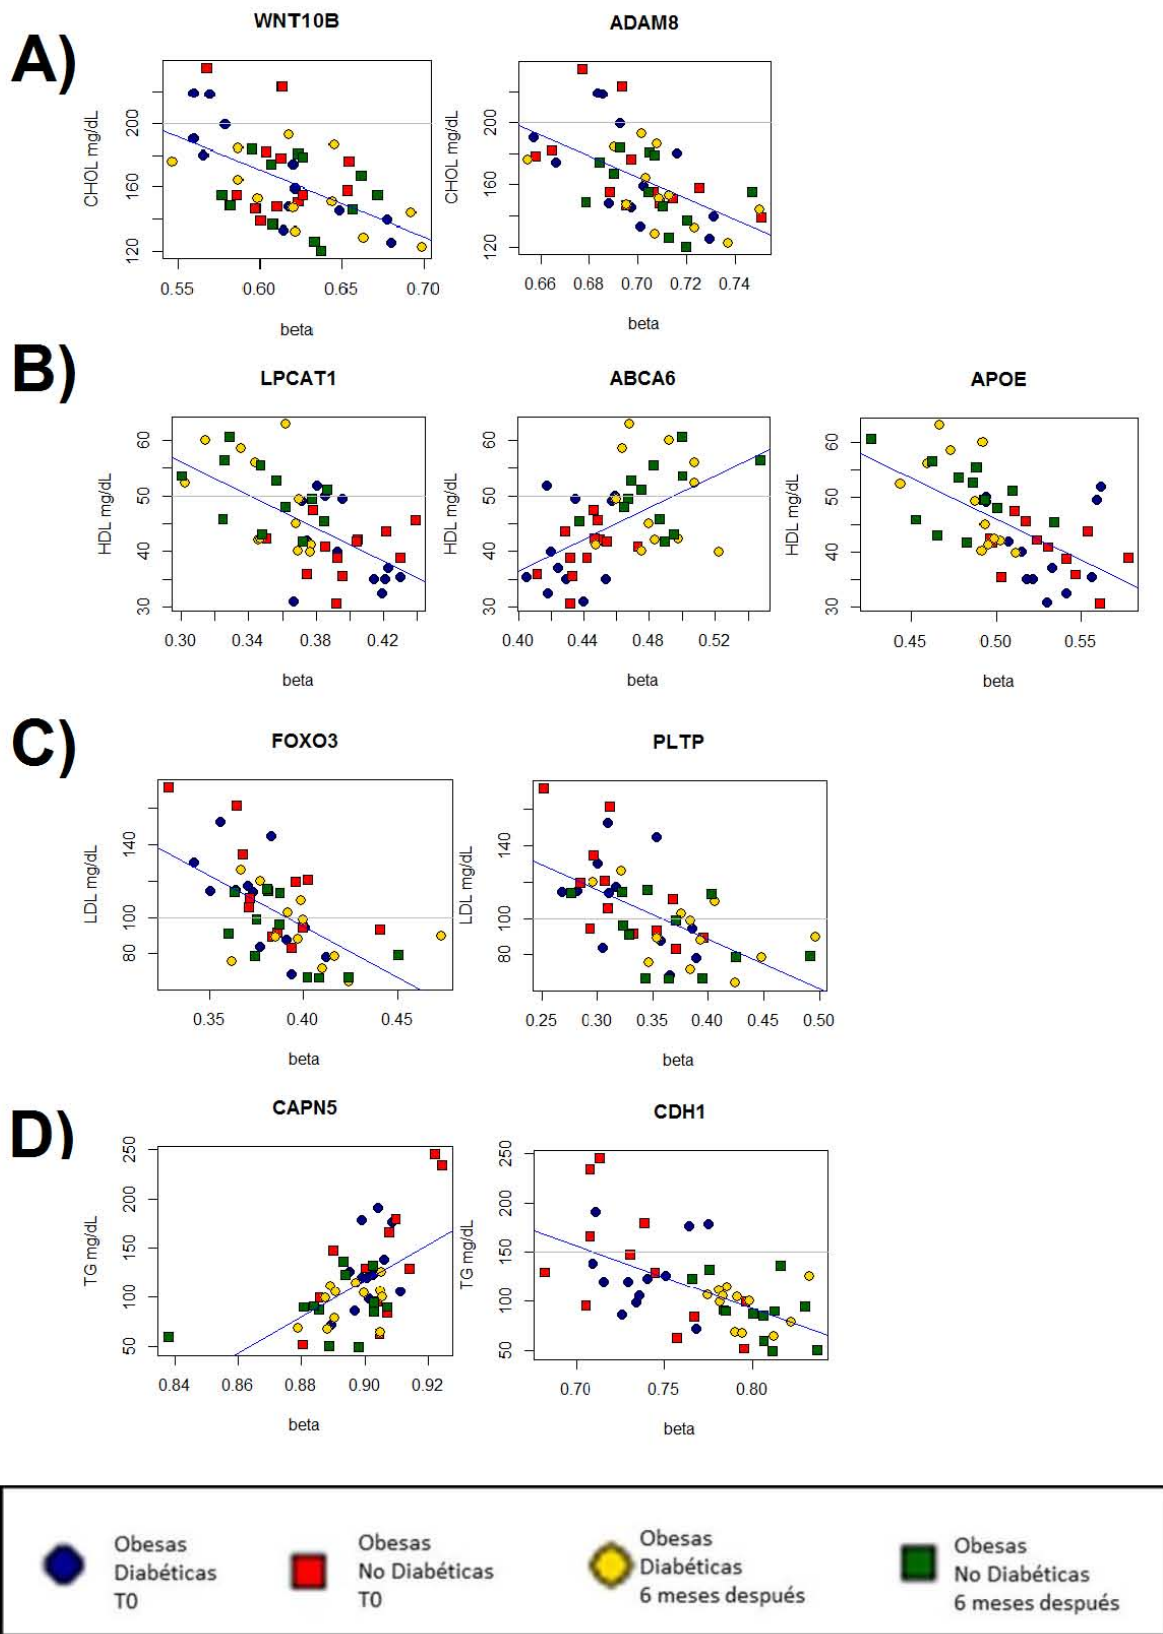 A)
WNT10B
ADAM8
CHOL mg/dL
120 160 200
0.55 0.60 0.65 0.70
beta
CHOL mg/dL
120 160 200
0.66 0.68 0.70 0.72 0.74
beta
B)
LPCAT1
ABCA6
APOE
HDL mg/dL
30 40 50 60
0.30 0.34 0.38 0.42
beta
HDL mg/dL
30 40 50 60
0.40 0.44 0.48 0.52
beta
HDL mg/dL
30 40 50 60
0.45 0.50 0.55
beta
C)
FOXO3
PLTP
LDL mg/dL
80 100 140
0.35 0.40 0.45
beta
LDL mg/dL
80 100 140
0.25 0.30 0.35 0.40 0.45 0.50
beta
D)
CAPN5
CDH1
TG mg/dL
50 100 150 200 250
0.84 0.86 0.88 0.90 0.92
beta
TG mg/dL
50 100 150 200 250
0.70 0.75 0.80
beta
Obesas
Diabéticas
T0
Obesas
No Diabéticas
T0
Obesas
Diabéticas
6 meses después
Obesas
No Diabéticas
6 meses después